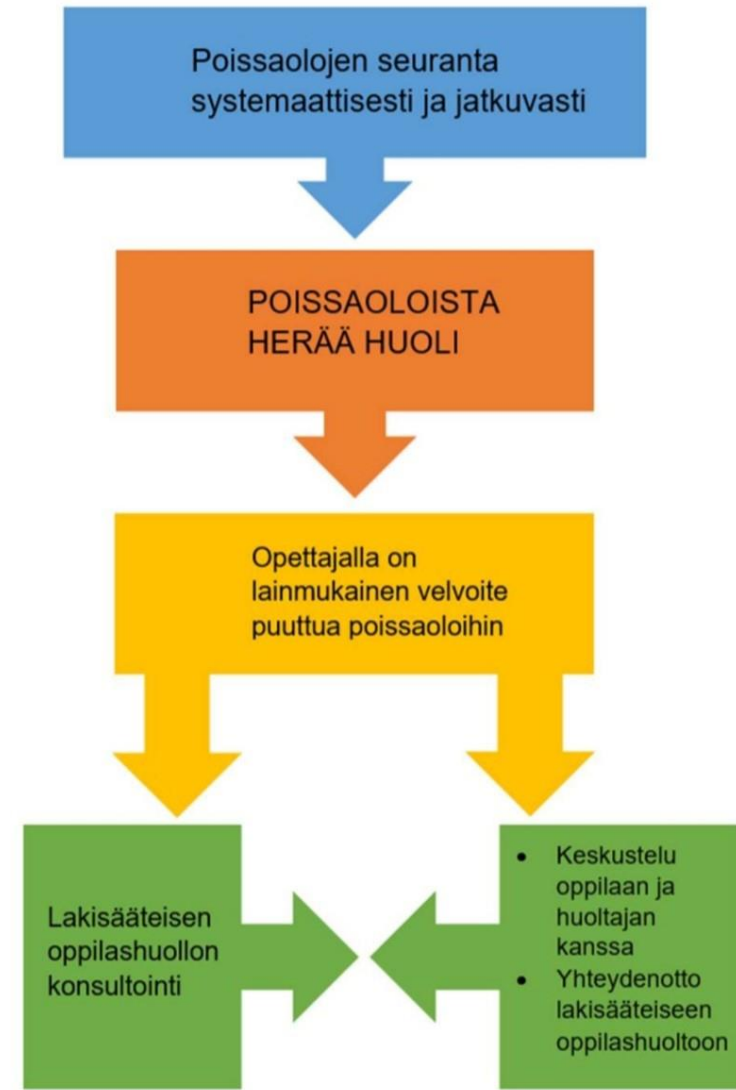 Poissaolojen seuranta
systemaattisesti ja jatkuvasti
POISSAOLOISTA
HERÄÄ HUOLI
Opettajalla on
lainmukainen velvoite
puuttua poissaoloihin
Lakisääteisen
oppilashuollon
konsultointi
• Keskustelu
oppilaan ja
huoltajan
kanssa
• Yhteydenotto
lakisääteiseen
oppilashuoltoon